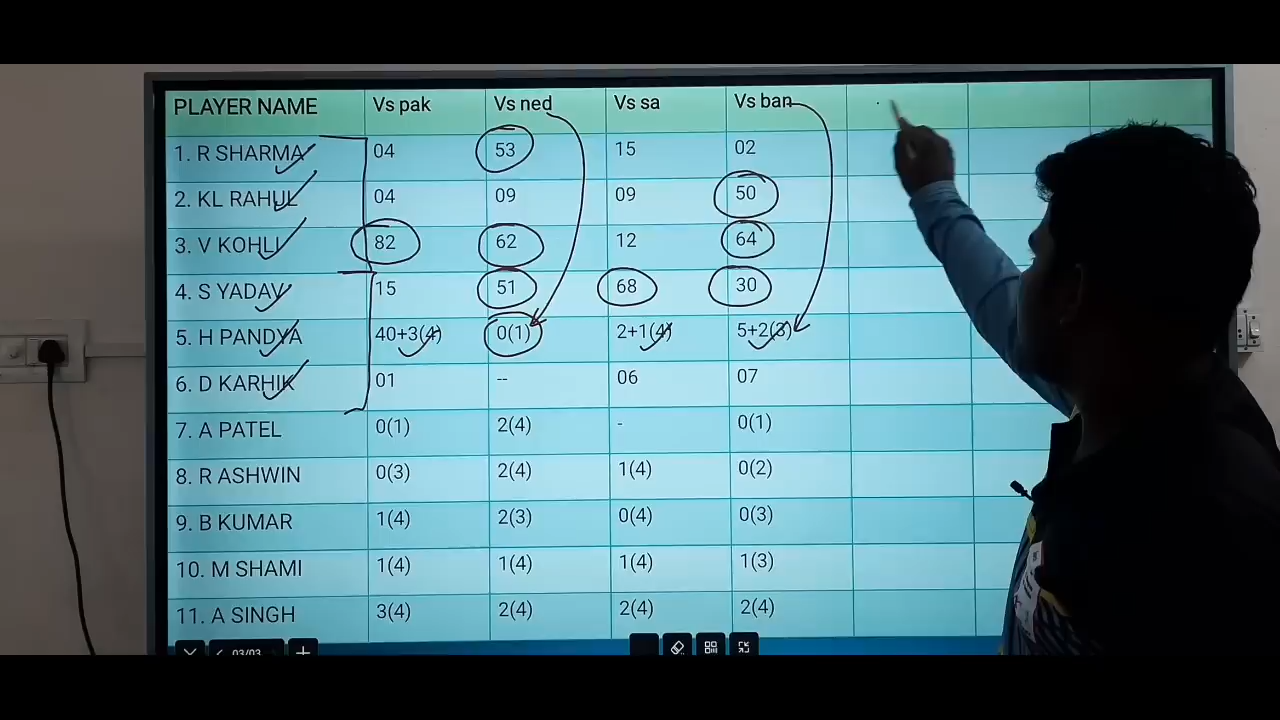 PLAYER NAME Vs pak Vs ned Vs sa Vs ban
1. R SHARMA 04 53 15 02
2. KL RAHUL 04 09 09 50
3. V KOHLI 82 62 12 64
4. S YADAV 15 51 68 30
5. H PANDYA 40+3(4) 0(1) 2+1(4) 5+2(3)
6. D KARHIK 01 -- 06 07
7. A PATEL 0(1) 2(4) - 0(1)
8. R ASHWIN 0(3) 2(4) 1(4) 0(2)
9. B KUMAR 1(4) 2(3) 0(4) 0(3)
10. M SHAMI 1(4) 1(4) 1(4) 1(3)
11. A SINGH 3(4) 2(4) 2(4) 2(4)
03/03